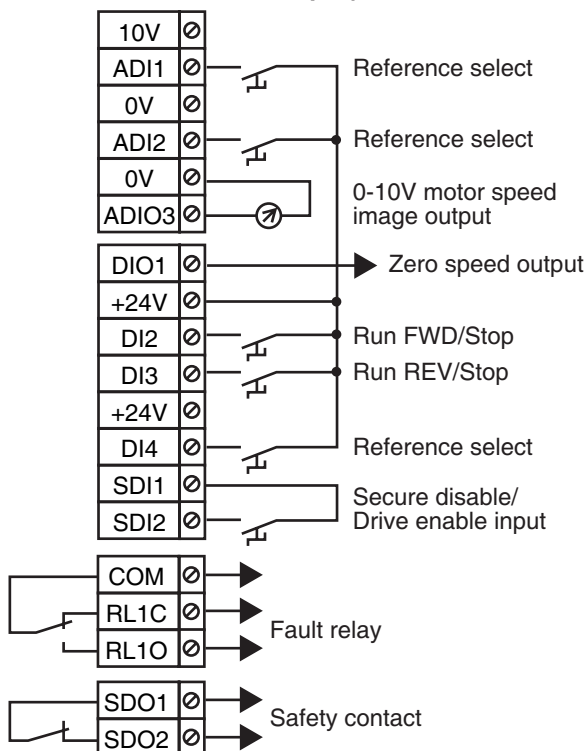 10V
ADI1 Reference select
0V
ADI2 Reference select
0V
0-10V motor speed
image output
ADIO3
DIO1 Zero speed output
+24V
DI2 Run FWD/Stop
DI3 Run REV/Stop
+24V
DI4 Reference select
SDI1
Secure disable/
Drive enable input
SDI2
COM
RL1C
Fault relay
RL1O
SDO1
Safety contact
SDO2